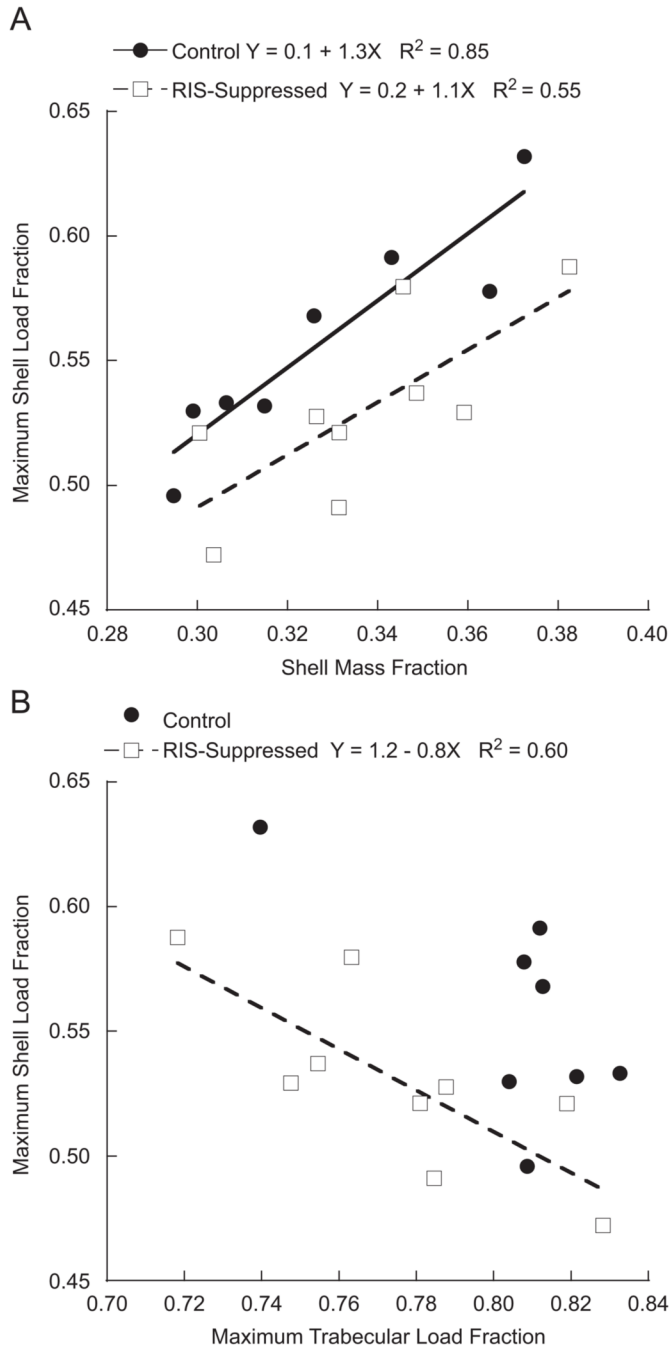 A
Control Y = 0.1 + 1.3X R² = 0.85
RIS-Suppressed Y = 0.2 + 1.1X R² = 0.55
0.65
0.60
0.55
0.50
0.45
Maximum Shell Load Fraction
0.28 0.30 0.32 0.34 0.36 0.38 0.40
Shell Mass Fraction
B
Control
RIS-Suppressed Y = 1.2 - 0.8X R² = 0.60
0.65
0.60
0.55
0.50
0.45
Maximum Shell Load Fraction
0.70 0.72 0.74 0.76 0.78 0.80 0.82 0.84
Maximum Trabecular Load Fraction